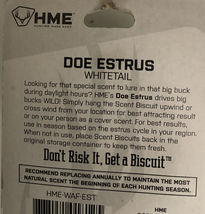 HME
DOE ESTRUS
WHITETAIL
Looking for that special scent to lure in that big buck
during daylight hours? HME's Doe Estrus drives big
bucks WILD! Simply hang the Scent Biscuit upwind or
cross wind from your location for best attracting result
or on your person as a cover scent. For best results,
use in season based on the estrus cycle in your region.
When not in use, place Scent Biscuits back in the
original storage container to keep them fresh.
Don't Risk It, Get a Biscuit™
RECOMMEND REPLACING ANNUALLY TO MAINTAIN THE MOST
NATURAL SCENT THE BEGINNING OF EACH HUNTING SEASON.
HME-WAF-EST
HME